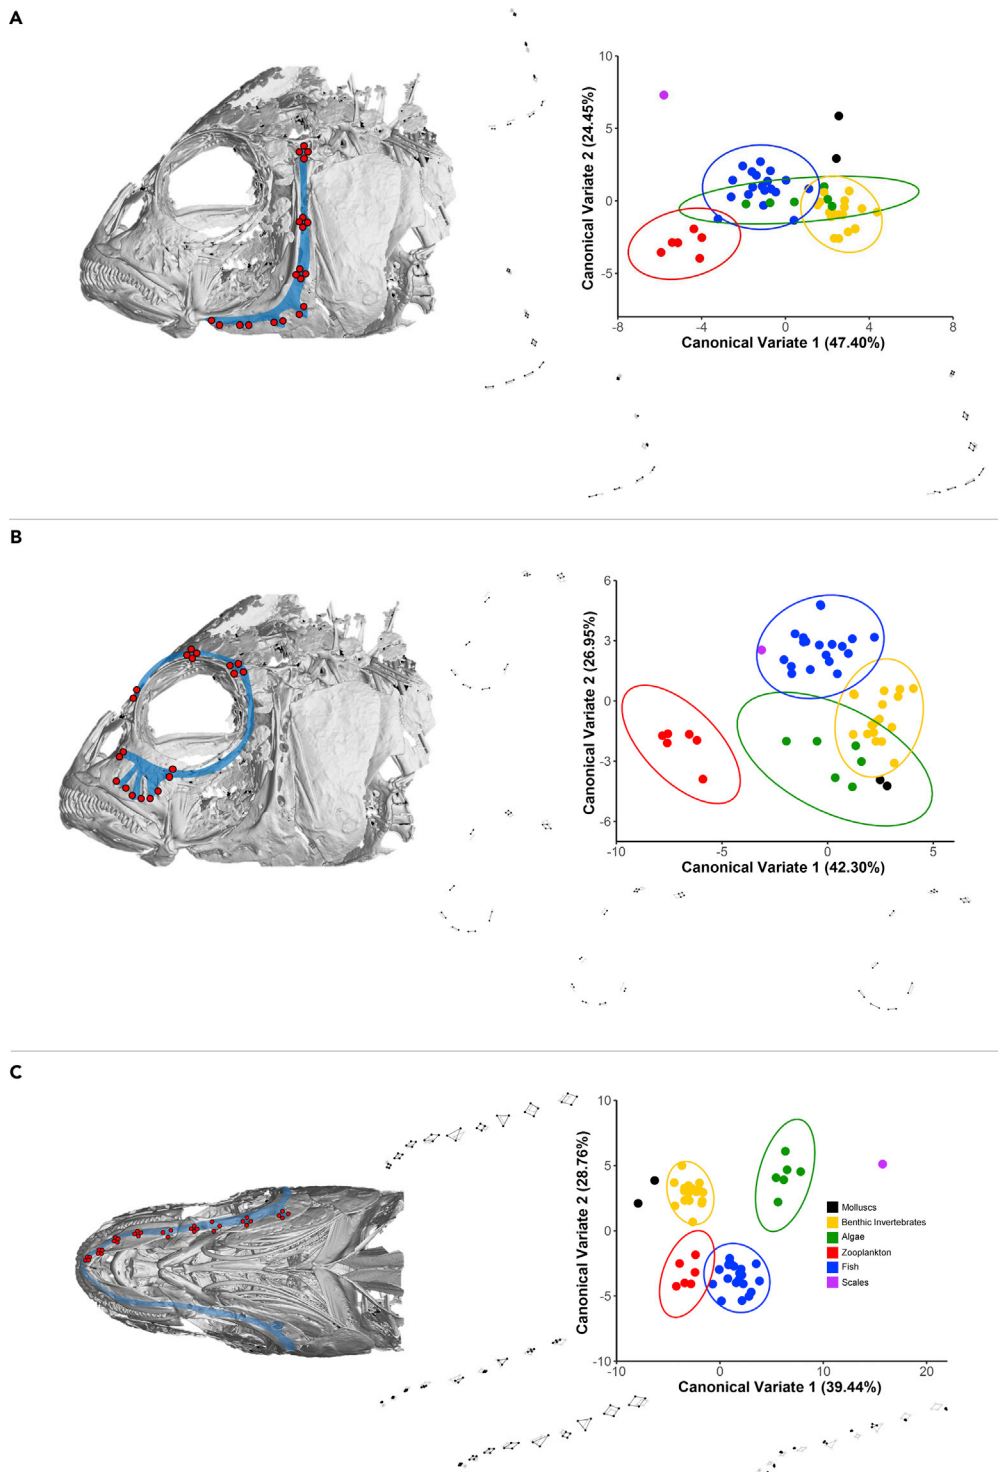 A
10
5
0
-5
-8
-4
0
4
8
Canonical Variate 2 (24.45%)
Canonical Variate 1 (47.40%)
B
6
3
0
-3
-6
-10
-5
0
5
Canonical Variate 2 (26.95%)
Canonical Variate 1 (42.30%)
C
10
5
0
-5
-10
-10
0
10
20
Canonical Variate 2 (28.76%)
Canonical Variate 1 (39.44%)
Molluscs
Benthic Invertebrates
Algae
Zooplankton
Fish
Scales